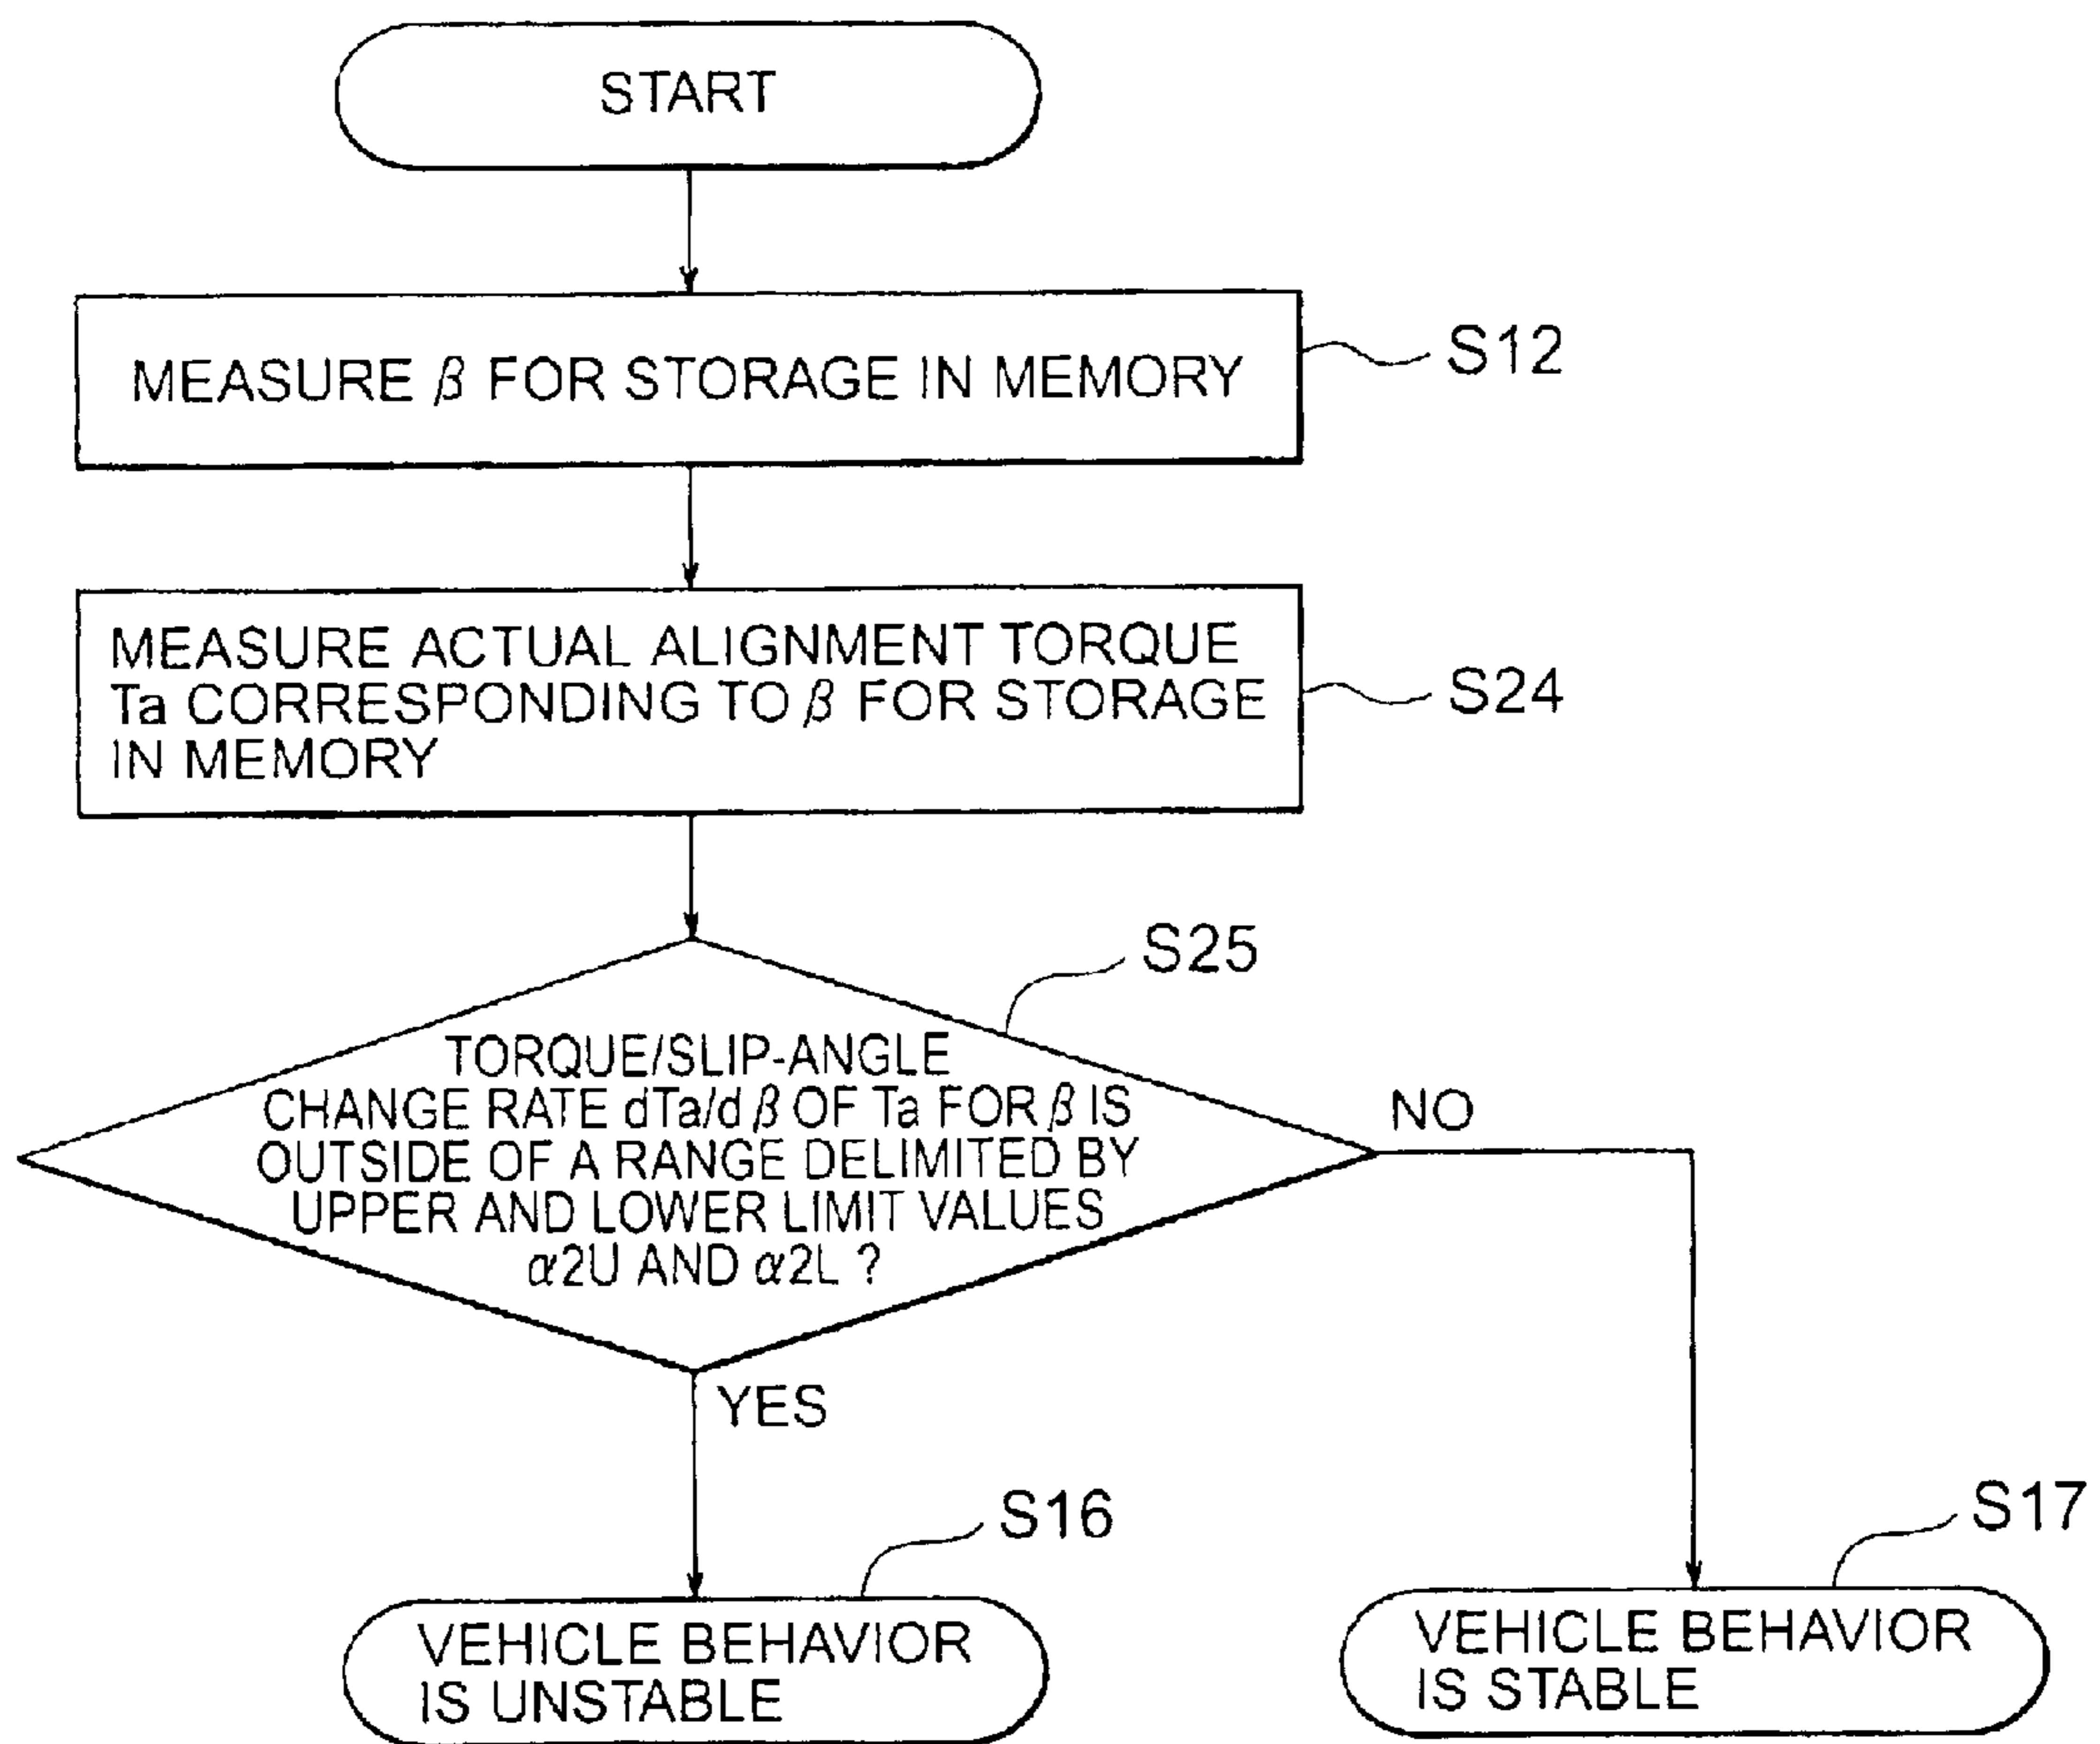 START
MEASURE β FOR STORAGE IN MEMORY
S12
MEASURE ACTUAL ALIGNMENT TORQUE
Ta CORRESPONDING TO β FOR STORAGE
IN MEMORY
S24
S25
TORQUE/SLIP-ANGLE
CHANGE RATE dTa/dβ OF Ta FOR β IS
OUTSIDE OF A RANGE DELIMITED BY
UPPER AND LOWER LIMIT VALUES
α2U AND α2L ?
NO
YES
S16
VEHICLE BEHAVIOR
IS UNSTABLE
S17
VEHICLE BEHAVIOR
IS STABLE